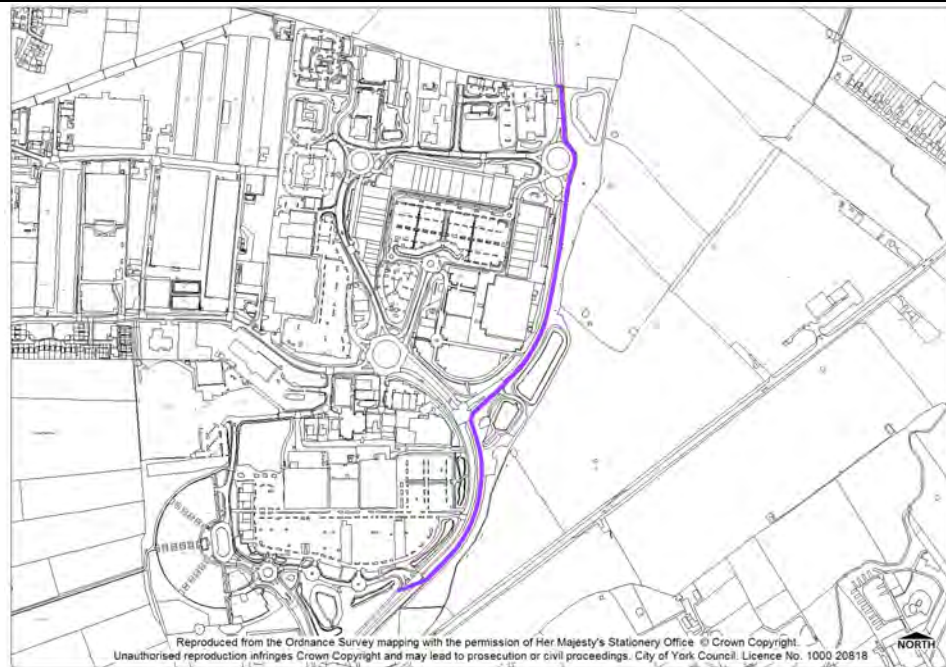 Reproduced from the Ordnance Survey mapping with the permission of Her Majesty's Stationery Office. © Crown Copyright.
Unauthorised reproduction infringes Crown Copyright and may lead to prosecution or civil proceedings. City of York Council. Licence No. 1000 20818
NORTH